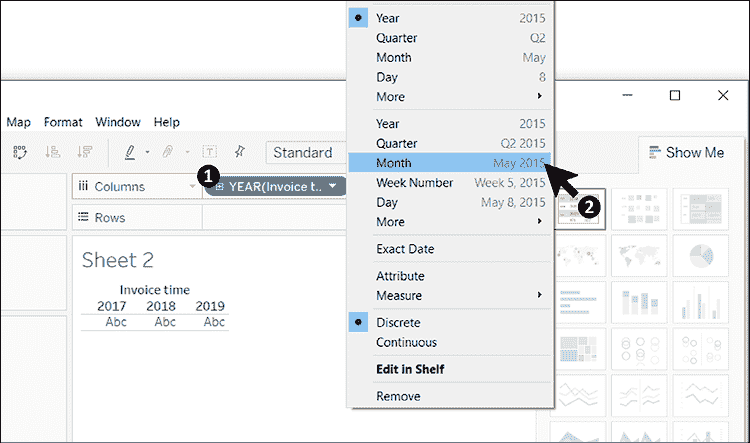 Year 2015
Quarter Q2
Month May
Day 8
More
Map Format Window Help
Year 2015
Quarter Q2 2015
Standard
Show Me
Month May 2015
1
Columns
YEAR(Invoice t..
Week Number Week 5, 2015
2
Day May 8, 2015
Rows
More
Exact Date
Sheet 2
Attribute
Invoice time
Measure
2017 2018 2019
Abc Abc Abc
Discrete
Continuous
Edit in Shelf
Remove